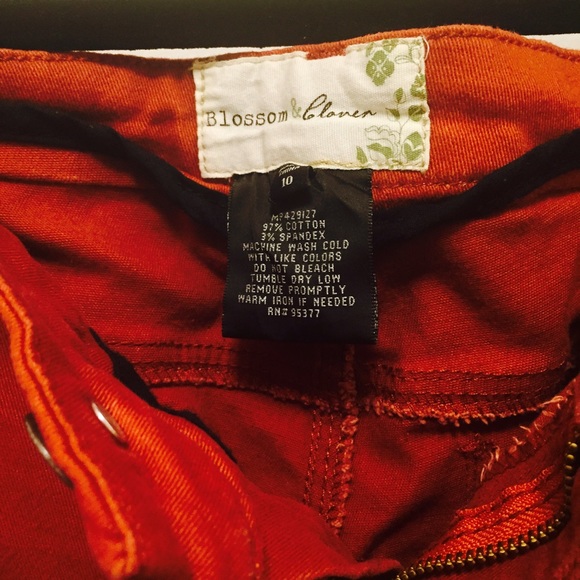 Blossom & Clover
10
MP429127
97% COTTON
3% SPANDEX
MACHINE WASH COLD
WITH LIKE COLORS
DO NOT BLEACH
TUMBLE DRY LOW
REMOVE PROMPTLY
WARM IRON IF NEEDED
RN# 95377